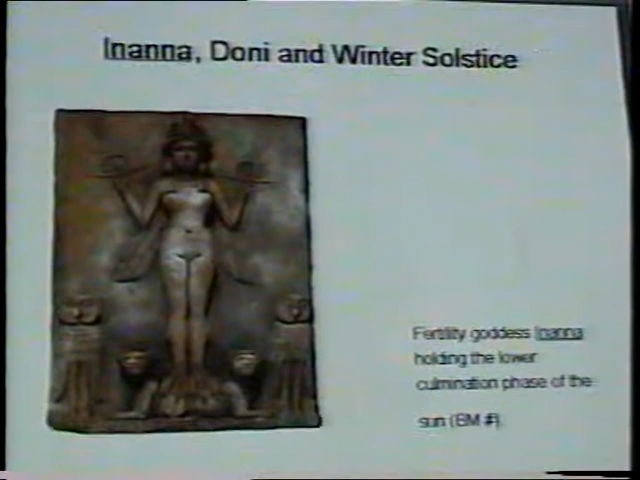 Inanna, Doni and Winter Solstice
Fertility goddess Inanna
holding the lower
culmination phase of the
sun (BM #).